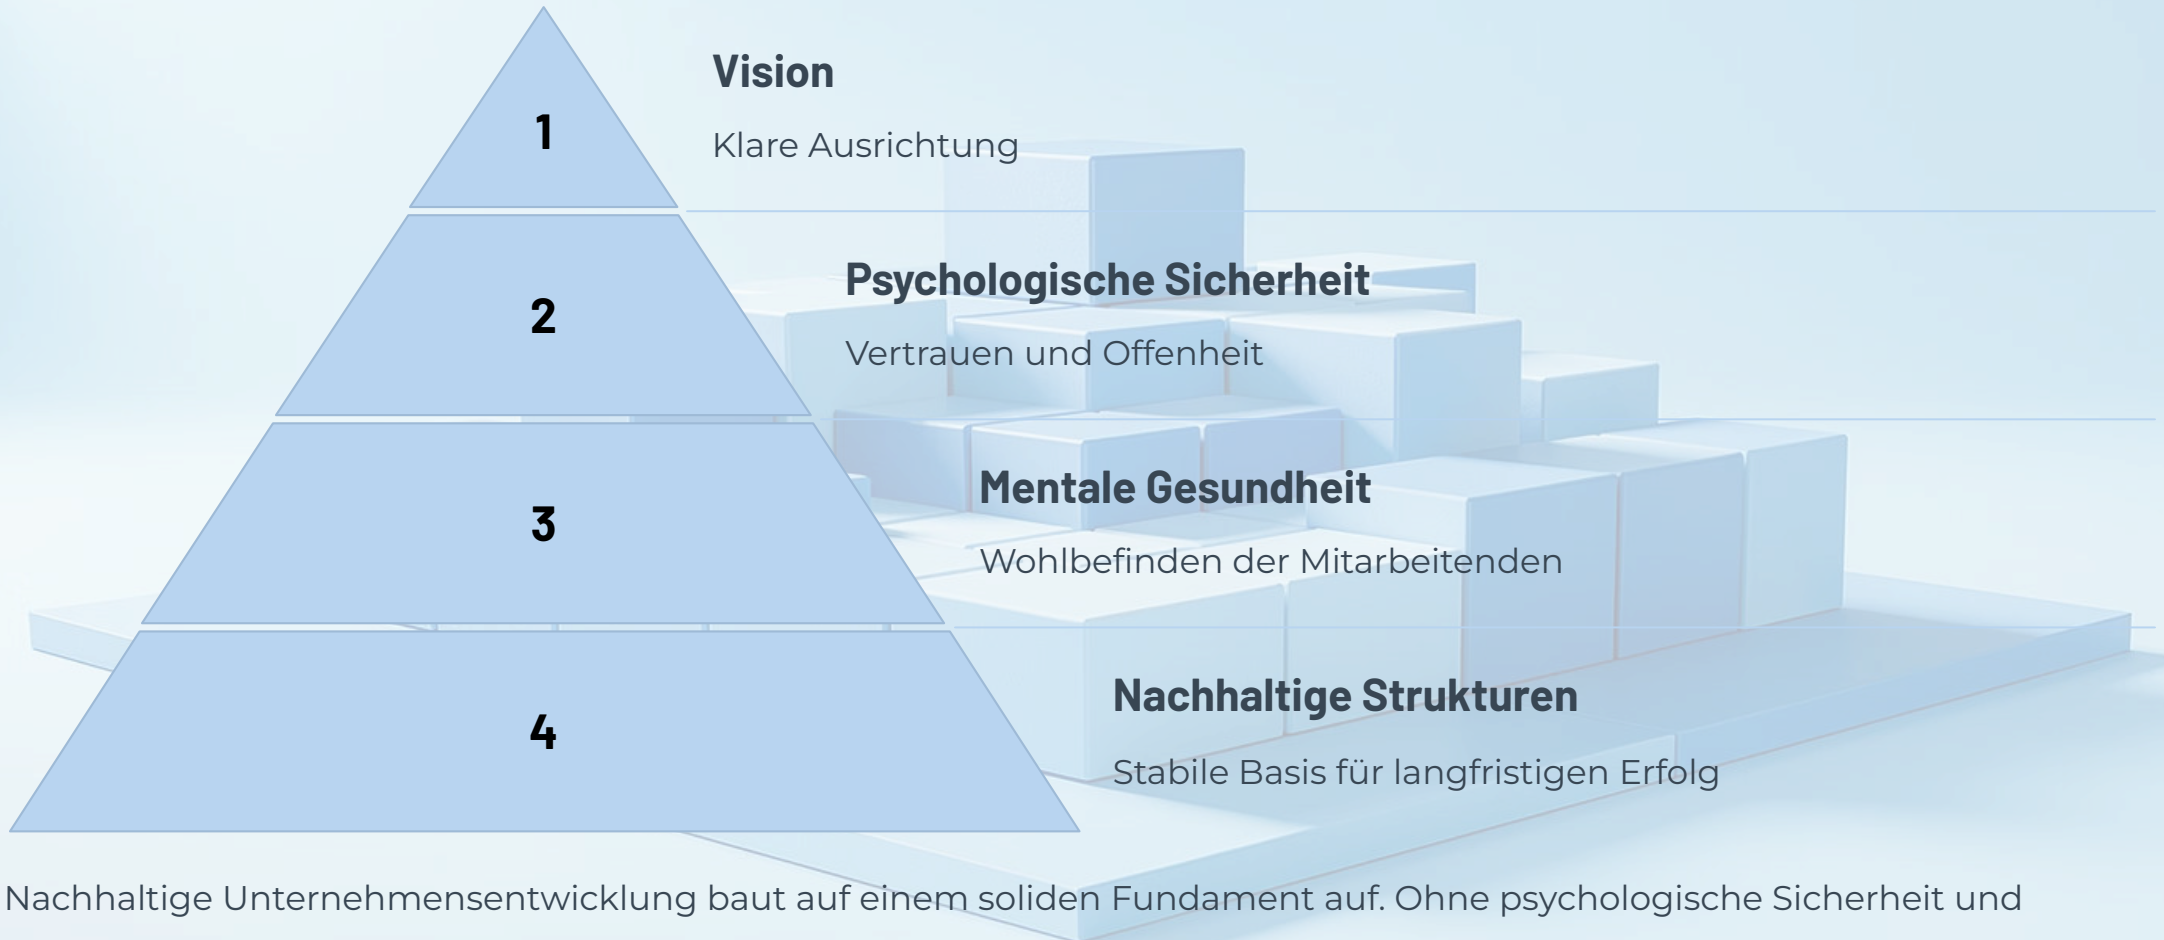 1
Vision
Klare Ausrichtung
2
Psychologische Sicherheit
Vertrauen und Offenheit
3
Mentale Gesundheit
Wohlbefinden der Mitarbeitenden
4
Nachhaltige Strukturen
Stabile Basis für langfristigen Erfolg
Nachhaltige Unternehmensentwicklung baut auf einem soliden Fundament auf. Ohne psychologische Sicherheit und